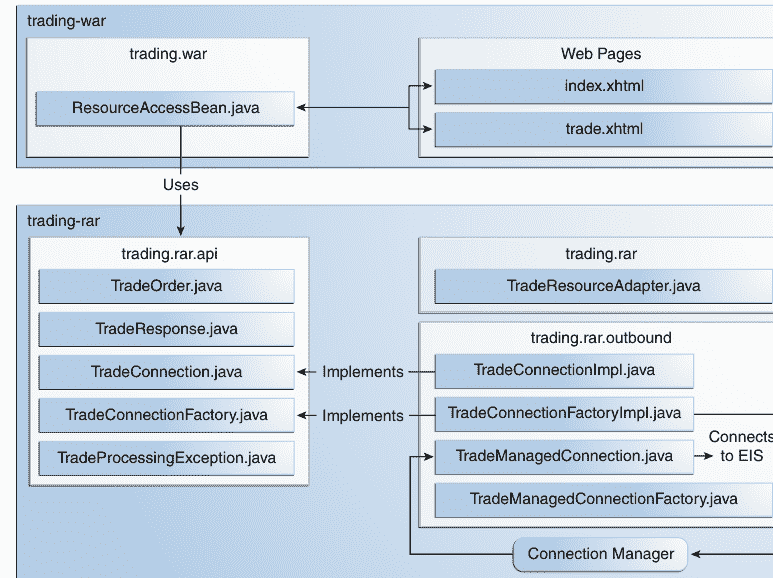 trading-war
trading.war
ResourceAccessBean.java
Web Pages
index.xhtml
trade.xhtml
Uses
trading-rar
trading.rar.api
TradeOrder.java
TradeResponse.java
TradeConnection.java
TradeConnectionFactory.java
TradeProcessingException.java
Implements
Implements
trading.rar
TradeResourceAdapter.java
trading.rar.outbound
TradeConnectionImpl.java
TradeConnectionFactoryImpl.java
TradeManagedConnection.java
TradeManagedConnectionFactory.java
Connects
to EIS
Connection Manager